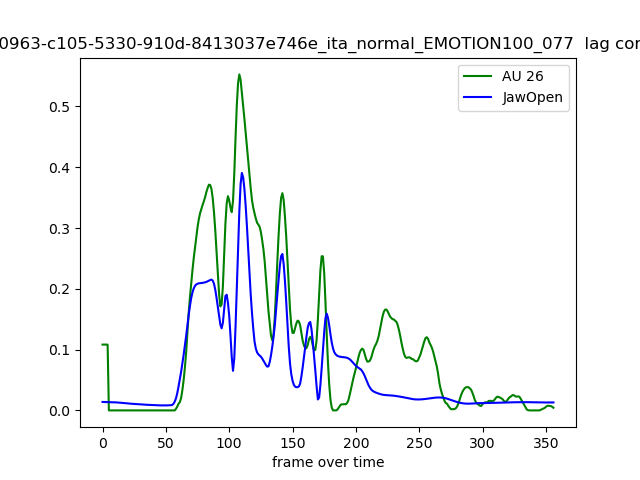 0963-c105-5330-910d-8413037e746e_ita_normal_EMOTION100_077 lag
AU 26
JawOpen
0.5
0.4
0.3
0.2
0.1
0.0
0 50 100 150 200 250 300 350
frame over time